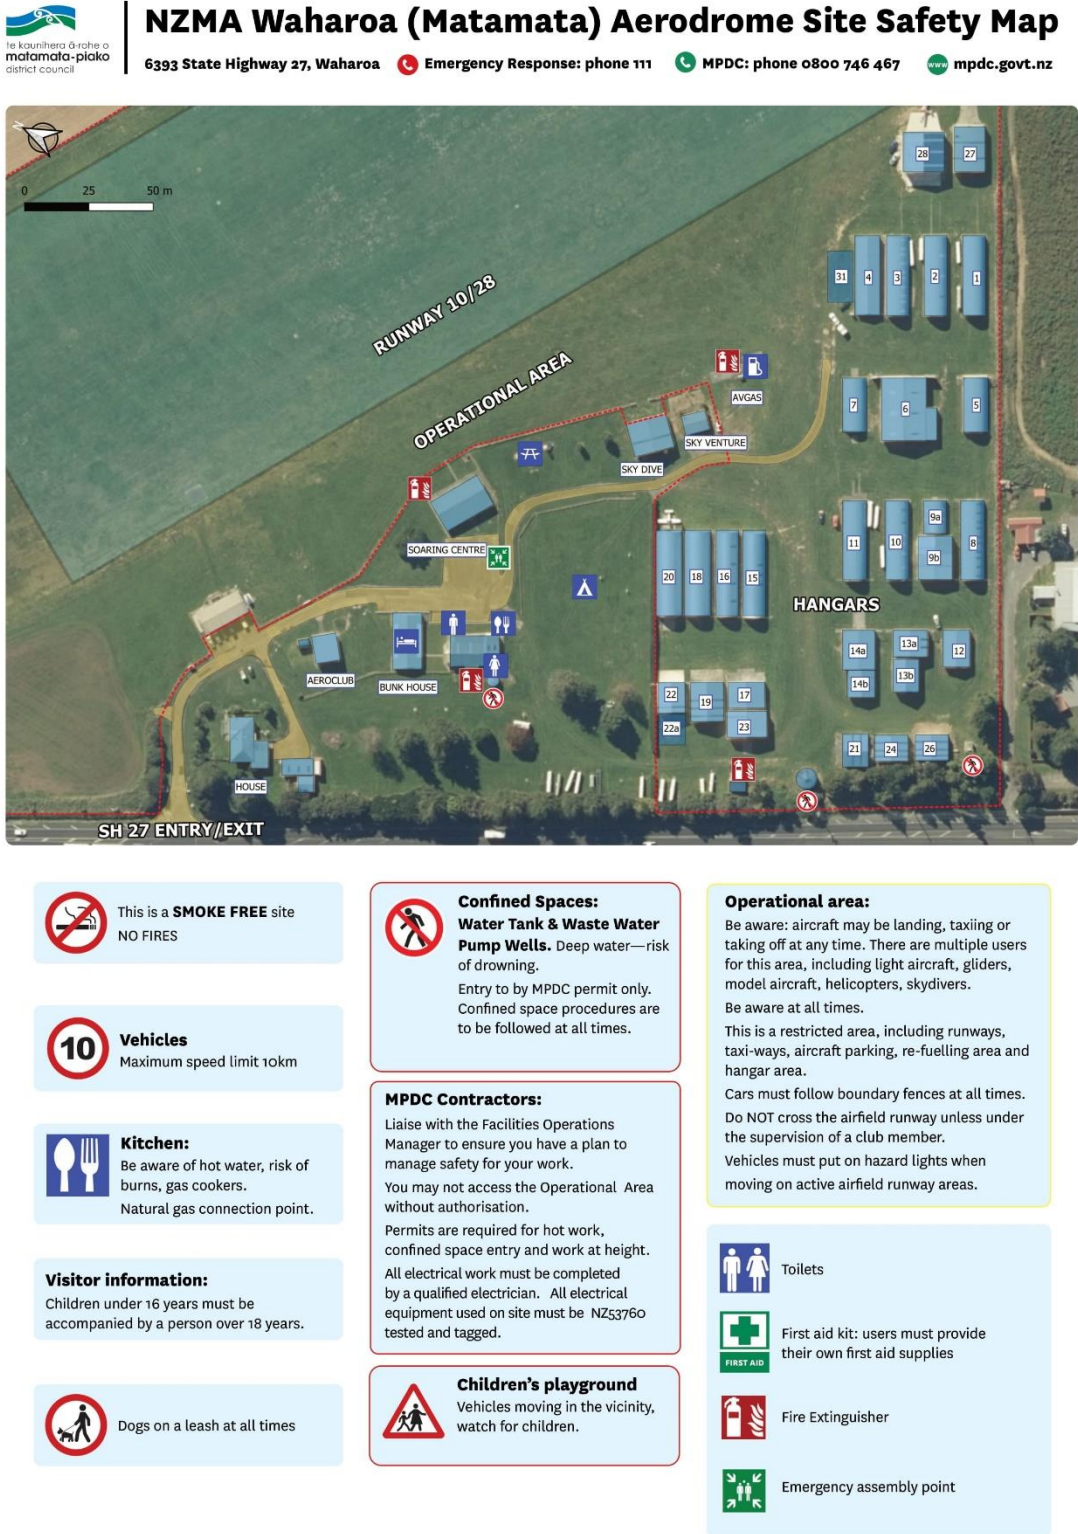 NZMA Waharoa (Matamata) Aerodrome Site Safety Map
te kaunihera ā-rohe o
matamata-piako
district council
6393 State Highway 27, Waharoa
Emergency Response: phone 111
MPDC: phone 0800 746 467
www
mpdc.govt.nz
N
0 25 50 m
28
27
RUNWAY 10/28
31
4
3
2
1
OPERATIONAL AREA
AVGAS
7
6
5
SKY VENTURE
SKY DIVE
SOARING CENTRE
20
18
16
15
11
10
9a
9b
8
HANGARS
AEROCLUB
BUNK HOUSE
14a
13a
12
14b
13b
22
19
17
22a
23
21
24
26
HOUSE
SH 27 ENTRY/EXIT
This is a SMOKE FREE site
NO FIRES
10
Vehicles
Maximum speed limit 10km
Kitchen:
Be aware of hot water, risk of
burns, gas cookers.
Natural gas connection point.
Visitor information:
Children under 16 years must be
accompanied by a person over 18 years.
Dogs on a leash at all times
Confined Spaces:
Water Tank & Waste Water
Pump Wells. Deep water—risk
of drowning.
Entry to by MPDC permit only.
Confined space procedures are
to be followed at all times.
MPDC Contractors:
Liaise with the Facilities Operations
Manager to ensure you have a plan to
manage safety for your work.
You may not access the Operational Area
without authorisation.
Permits are required for hot work,
confined space entry and work at height.
All electrical work must be completed
by a qualified electrician. All electrical
equipment used on site must be NZ53760
tested and tagged.
Children's playground
Vehicles moving in the vicinity,
watch for children.
Operational area:
Be aware: aircraft may be landing, taxiing or
taking off at any time. There are multiple users
for this area, including light aircraft, gliders,
model aircraft, helicopters, skydivers.
Be aware at all times.
This is a restricted area, including runways,
taxi-ways, aircraft parking, re-fuelling area and
hangar area.
Cars must follow boundary fences at all times.
Do NOT cross the airfield runway unless under
the supervision of a club member.
Vehicles must put on hazard lights when
moving on active airfield runway areas.
Toilets
FIRST AID
First aid kit: users must provide
their own first aid supplies
Fire Extinguisher
Emergency assembly point